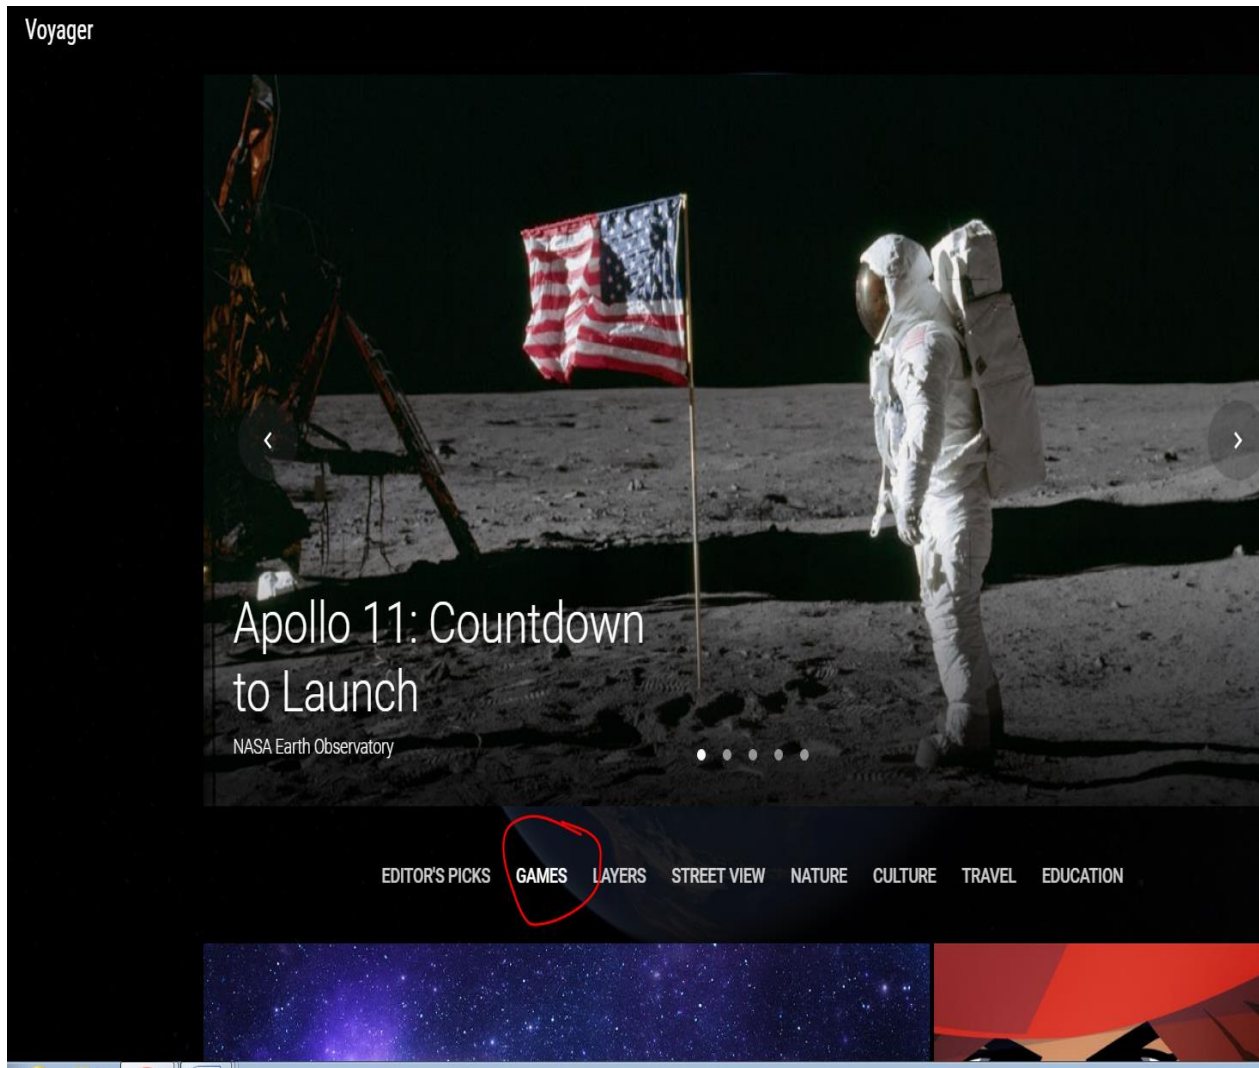 Voyager
Apollo 11: Countdown
to Launch
NASA Earth Observatory
EDITOR'S PICKS GAMES LAYERS STREET VIEW NATURE CULTURE TRAVEL EDUCATION